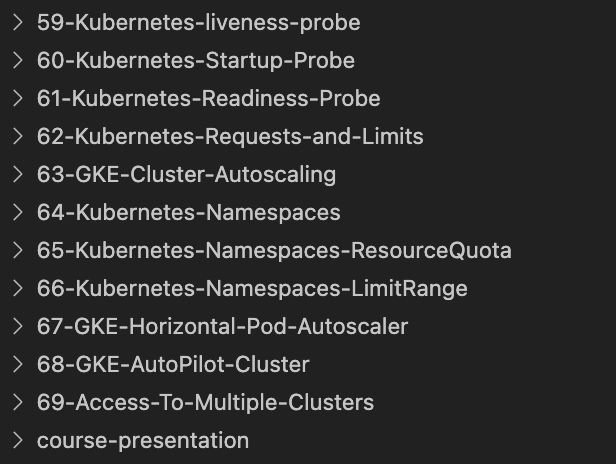 59-Kubernetes-liveness-probe
60-Kubernetes-Startup-Probe
61-Kubernetes-Readiness-Probe
62-Kubernetes-Requests-and-Limits
63-GKE-Cluster-Autoscaling
64-Kubernetes-Namespaces
65-Kubernetes-Namespaces-ResourceQuota
66-Kubernetes-Namespaces-LimitRange
67-GKE-Horizontal-Pod-Autoscaler
68-GKE-AutoPilot-Cluster
69-Access-To-Multiple-Clusters
course-presentation